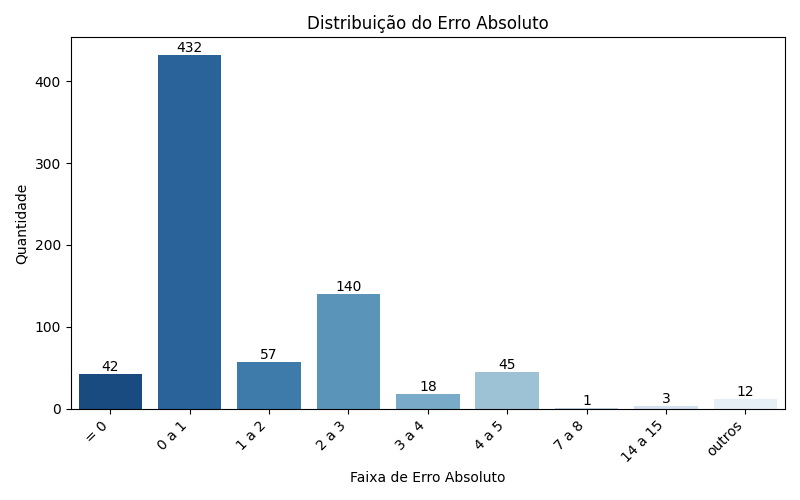 Distribuição do Erro Absoluto
Quantidade
400
300
200
100
0
42
432
57
140
18
45
1
3
12
= 0
0 a 1
1 a 2
2 a 3
3 a 4
4 a 5
7 a 8
14 a 15
outros
Faixa de Erro Absoluto